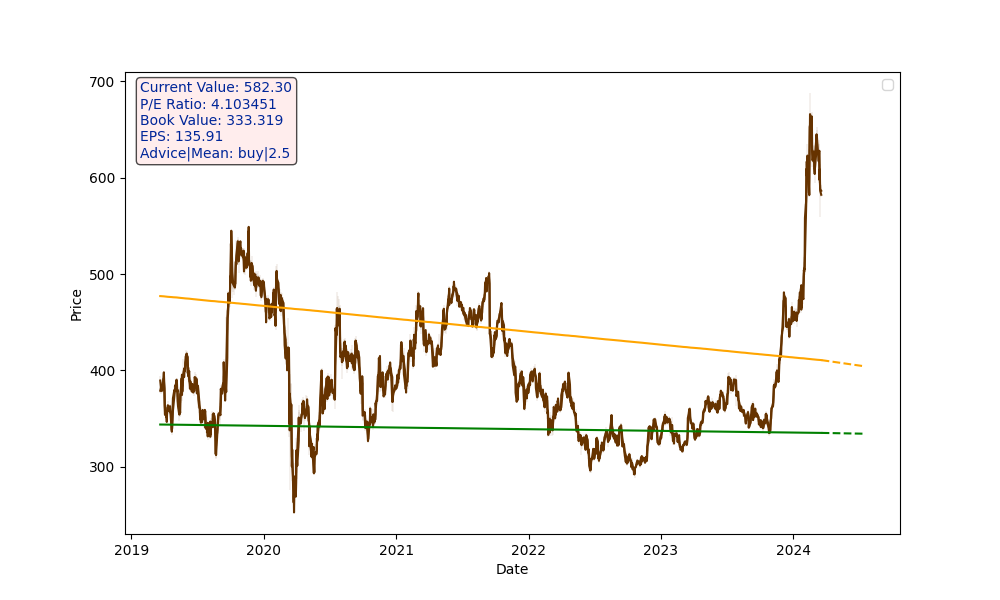 Current Value: 582.30
P/E Ratio: 4.103451
Book Value: 333.319
EPS: 135.91
Advice|Mean: buy|2.5
Price
700
600
500
400
300
2019 2020 2021 2022 2023 2024
Date